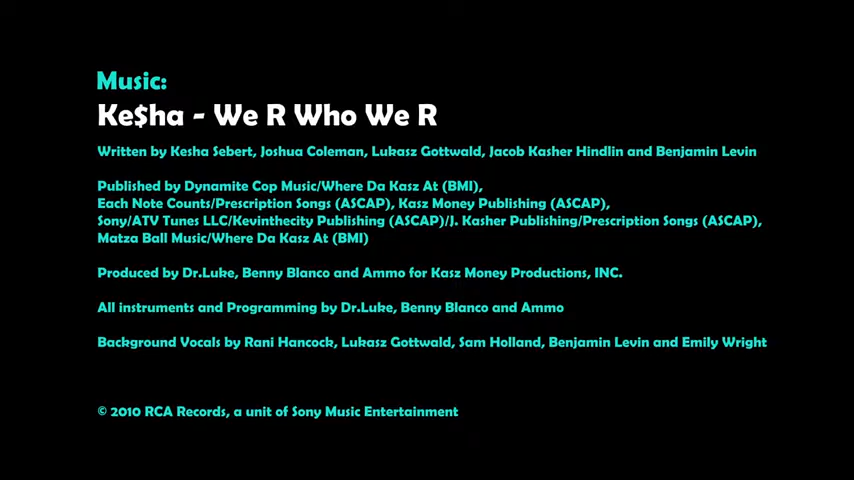 Music:
Ke$ha - We R Who We R
Written by Kesha Sebert, Joshua Coleman, Lukasz Gottwald, Jacob Kasher Hindlin and Benjamin Levin
Published by Dynamite Cop Music/Where Da Kasz At (BMI),
Each Note Counts/Prescription Songs (ASCAP), Kasz Money Publishing (ASCAP),
Sony/ATV Tunes LLC/Kevinthecity Publishing (ASCAP)/J. Kasher Publishing/Prescription Songs (ASCAP),
Matza Ball Music/Where Da Kasz At (BMI)
Produced by Dr.Luke, Benny Blanco and Ammo for Kasz Money Productions, INC.
All instruments and Programming by Dr.Luke, Benny Blanco and Ammo
Background Vocals by Rani Hancock, Lukasz Gottwald, Sam Holland, Benjamin Levin and Emily Wright
© 2010 RCA Records, a unit of Sony Music Entertainment